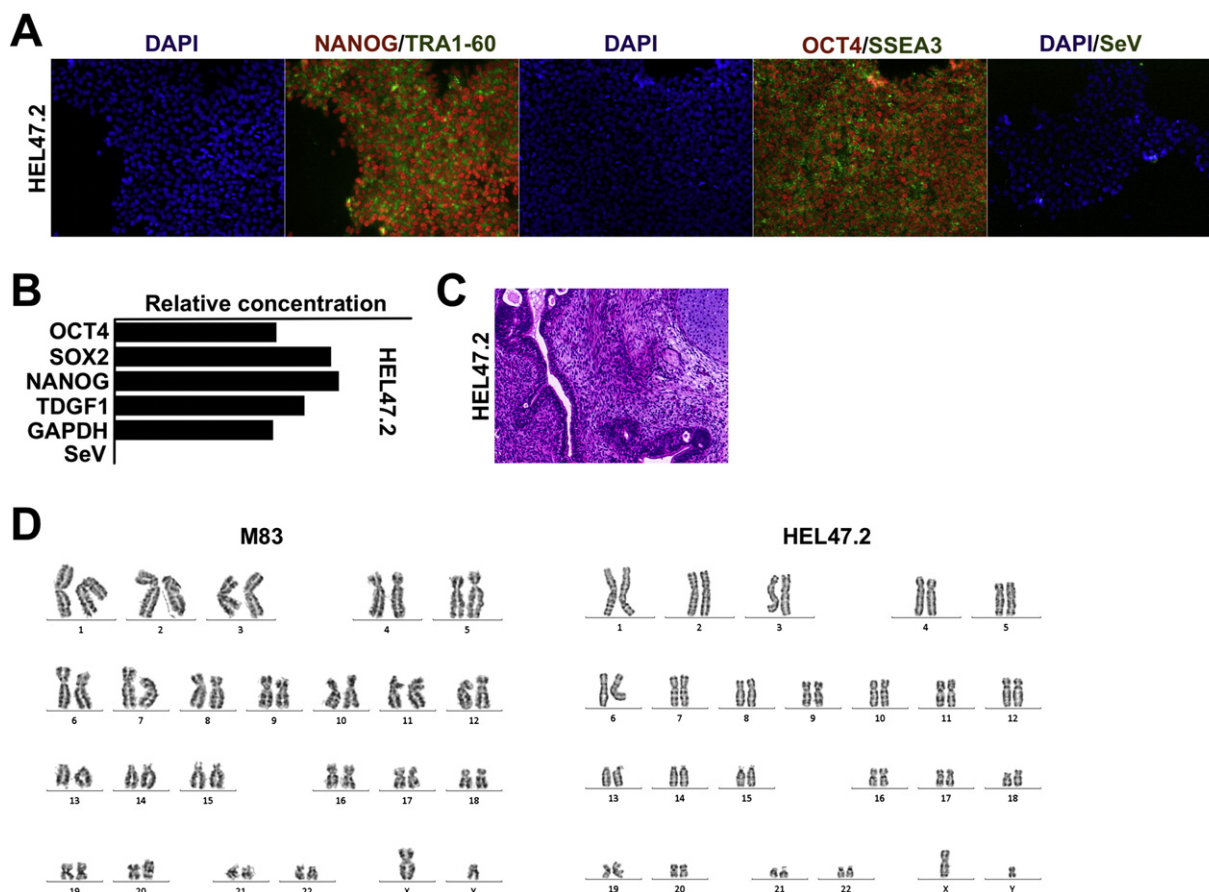 A
DAPI
NANOG/TRA1-60
DAPI
OCT4/SSEA3
DAPI/SeV
HEL47.2
B
Relative concentration
OCT4
SOX2
NANOG
TDGF1
GAPDH
SeV
HEL47.2
C
HEL47.2
D
M83
HEL47.2
1 2 3 4 5
1 2 3 4 5
6 7 8 9 10 11 12
6 7 8 9 10 11 12
13 14 15 16 17 18
13 14 15 16 17 18
19 20 21 22 X Y
19 20 21 22 X Y